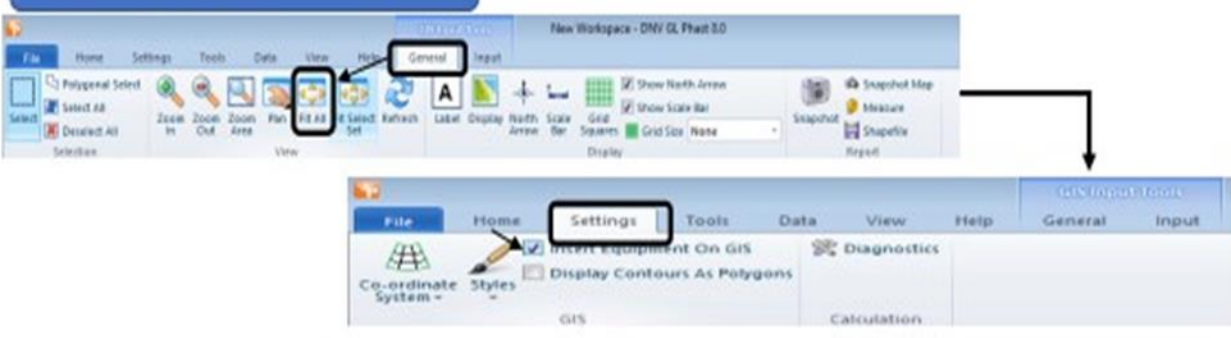 New Workspace - DNV GL Phast 8.0
File Home Settings Tools Data View Help General Input
Polygonal Select
Select All
Deselect All
Select
Zoom In
Zoom Out
Zoom Area
Pan
Fit All
Fit Select Set
Refresh
Label
Display
North Arrow
Scale Bar
Grid Squares
Show North Arrow
Show Scale Bar
Grid Size None
Snapshot
Snapshot Map
Measure
Shapefile
Selection View Display Report
GIS Input Tools
File Home Settings Tools Data View Help General Input
Co-ordinate System
Styles
Insert Equipment On GIS
Display Contours As Polygons
Diagnostics
GIS Calculation